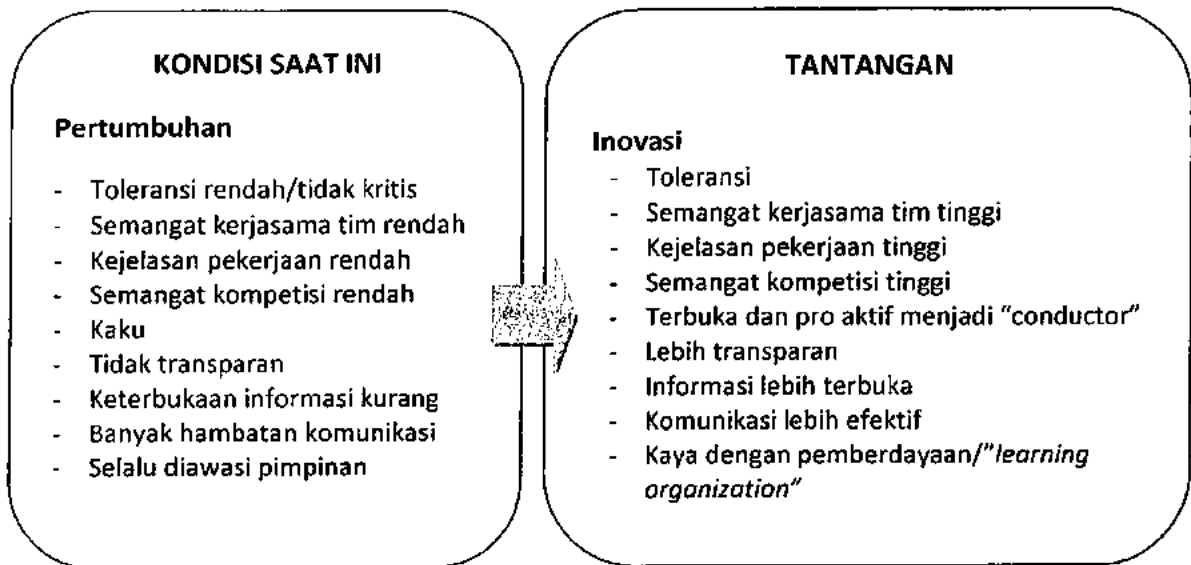 KONDISI SAAT INI
Pertumbuhan
- Toleransi rendah/tidak kritis
- Semangat kerjasama tim rendah
- Kejelasan pekerjaan rendah
- Semangat kompetisi rendah
- Kaku
- Tidak transparan
- Keterbukaan informasi kurang
- Banyak hambatan komunikasi
- Selalu diawasi pimpinan
TANTANGAN
Inovasi
- Toleransi
- Semangat kerjasama tim tinggi
- Kejelasan pekerjaan tinggi
- Semangat kompetisi tinggi
- Terbuka dan pro aktif menjadi “conductor”
- Lebih transparan
- Informasi lebih terbuka
- Komunikasi lebih efektif
- Kaya dengan pemberdayaan/”learning
organization”